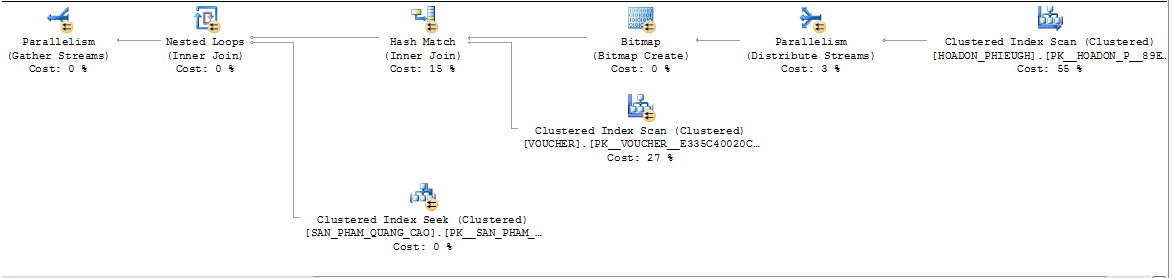 Parallelism
(Gather Streams)
Cost: 0 %
Nested Loops
(Inner Join)
Cost: 0 %
Hash Match
(Inner Join)
Cost: 15 %
Bitmap
(Bitmap Create)
Cost: 0 %
Parallelism
(Distribute Streams)
Cost: 3 %
Clustered Index Scan (Clustered)
[HOADON_PHIEUGH].[PK__HOADON_P__89E…
Cost: 55 %
Clustered Index Scan (Clustered)
[VOUCHER].[PK__VOUCHER__E335C40020C…
Cost: 27 %
Clustered Index Seek (Clustered)
[SAN_PHAM_QUANG_CAO].[PK__SAN_PHAM_…
Cost: 0 %